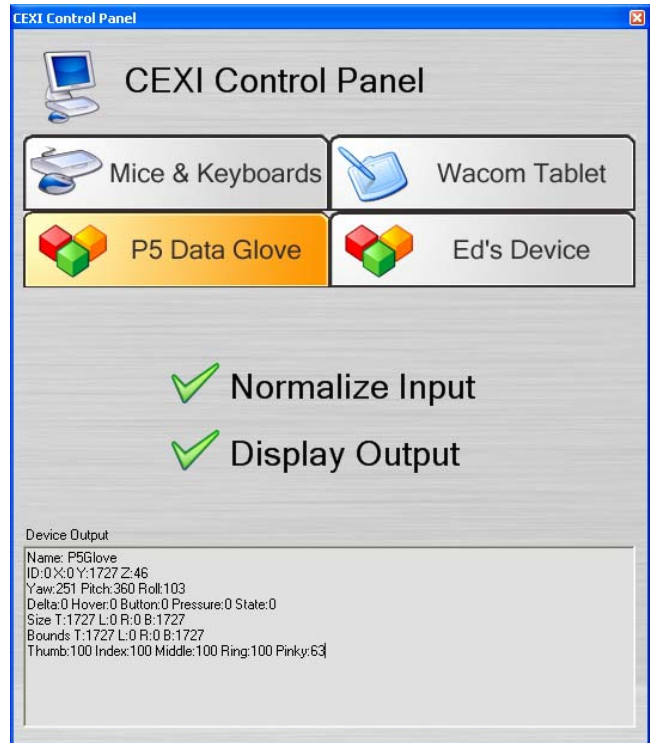 CEXI Control Panel
CEXI Control Panel
Mice & Keyboards
Wacom Tablet
P5 Data Glove
Ed's Device
Normalize Input
Display Output
Device Output
Name: P5Glove
ID:0 X:0 Y:1727 Z:46
Yaw:251 Pitch:360 Roll:103
Delta:0 Hover:0 Button:0 Pressure:0 State:0
Size T:1727 L:0 R:0 B:1727
Bounds T:1727 L:0 R:0 B:1727
Thumb:100 Index:100 Middle:100 Ring:100 Pinky:63